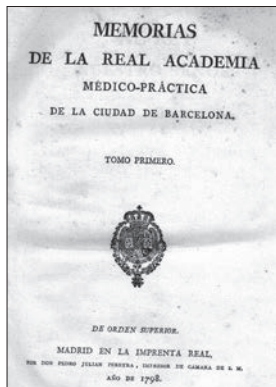 MEMORIAS
DE LA REAL ACADEMIA
MÉDICO-PRÁCTICA
DE LA CIUDAD DE BARCELONA.
TOMO PRIMERO.
DE ORDEN SUPERIOR.
MADRID EN LA IMPRENTA REAL,
POR DON PEDRO JULIAN PEREYRA, IMPRESOR DE CAMARA DE S. M.
AÑO DE 1798.